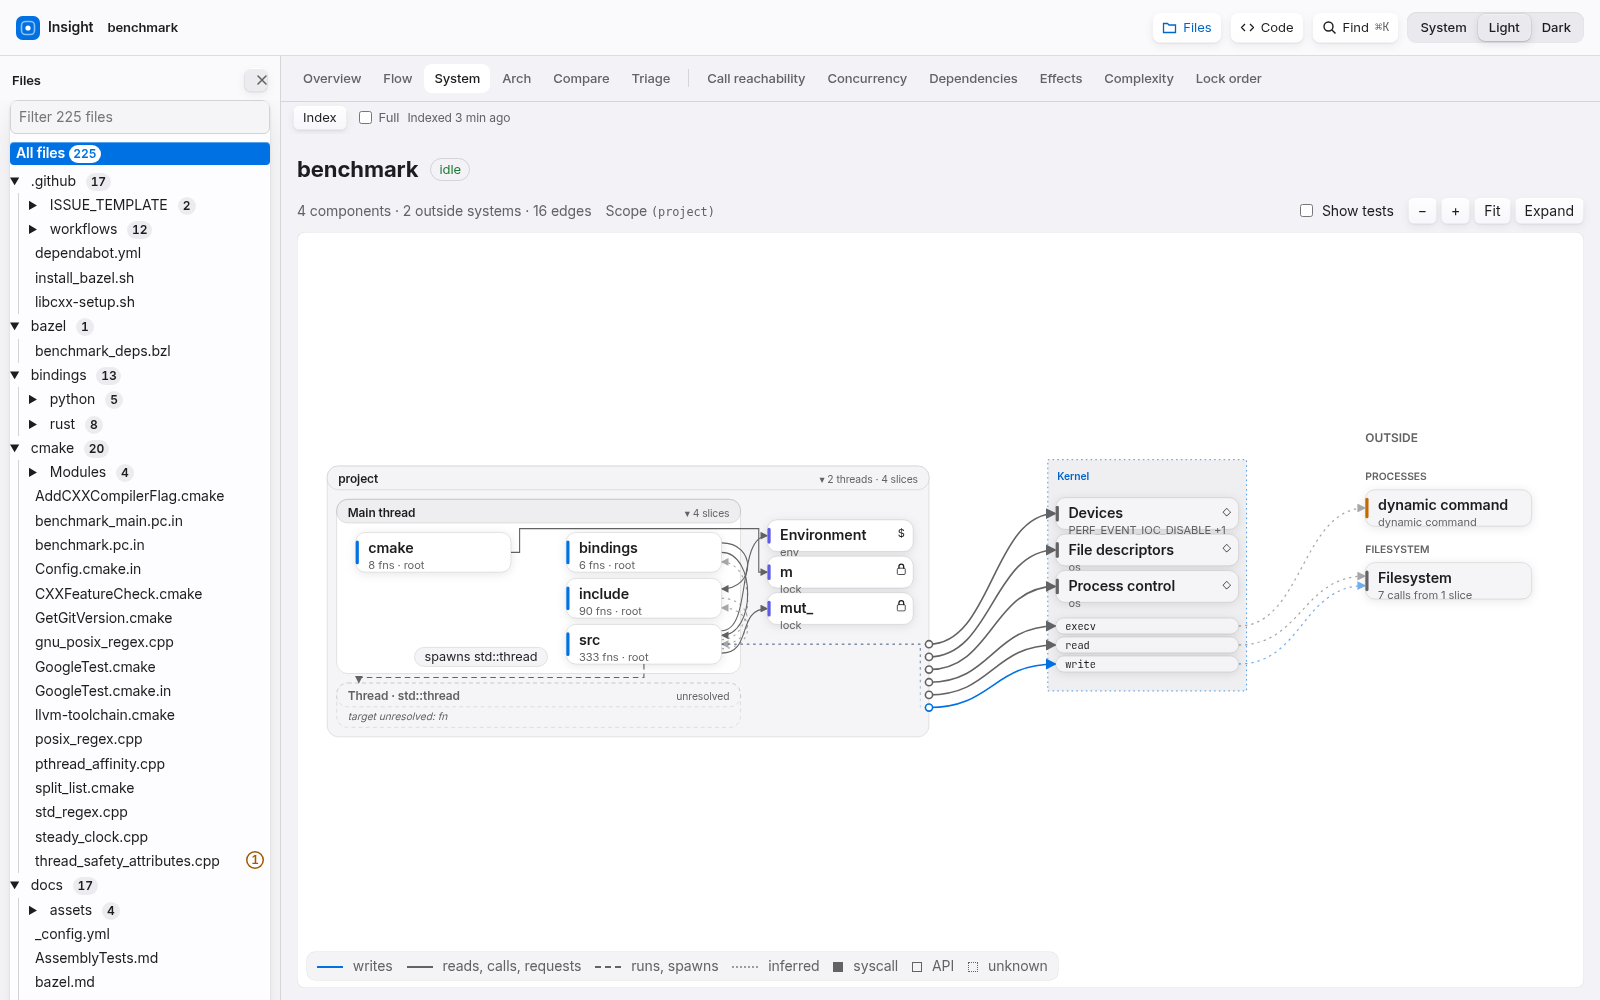 Insight benchmark
Files Code Find ⌘K System Light Dark
Files
Filter 225 files
All files 225
.github 17
ISSUE_TEMPLATE 2
workflows 12
dependabot.yml
install_bazel.sh
libcxx-setup.sh
bazel 1
benchmark_deps.bzl
bindings 13
python 5
rust 8
cmake 20
Modules 4
AddCXXCompilerFlag.cmake
benchmark_main.pc.in
benchmark.pc.in
Config.cmake.in
CXXFeatureCheck.cmake
GetGitVersion.cmake
gnu_posix_regex.cpp
GoogleTest.cmake
GoogleTest.cmake.in
llvm-toolchain.cmake
posix_regex.cpp
pthread_affinity.cpp
split_list.cmake
std_regex.cpp
steady_clock.cpp
thread_safety_attributes.cpp 1
docs 17
assets 4
_config.yml
AssemblyTests.md
bazel.md
Overview Flow System Arch Compare Triage Call reachability Concurrency Dependencies Effects Complexity Lock order
Index Full Indexed 3 min ago
benchmark Idle
4 components · 2 outside systems · 16 edges Scope (project)
Show tests − + Fit Expand
project ▾ 2 threads · 4 slices
Main thread ▾ 4 slices
cmake
8 fns · root
bindings
6 fns · root
include
90 fns · root
src
333 fns · root
spawns std::thread
Thread · std::thread unresolved
target unresolved: fn
Environment $
env
m
lock
mut_
lock
Kernel
Devices
PERF_EVENT_IOC_DISABLE +1
File descriptors
os
Process control
os
execv
read
write
OUTSIDE
PROCESSES
dynamic command
dynamic command
FILESYSTEM
Filesystem
7 calls from 1 slice
writes reads, calls, requests runs, spawns inferred syscall API unknown